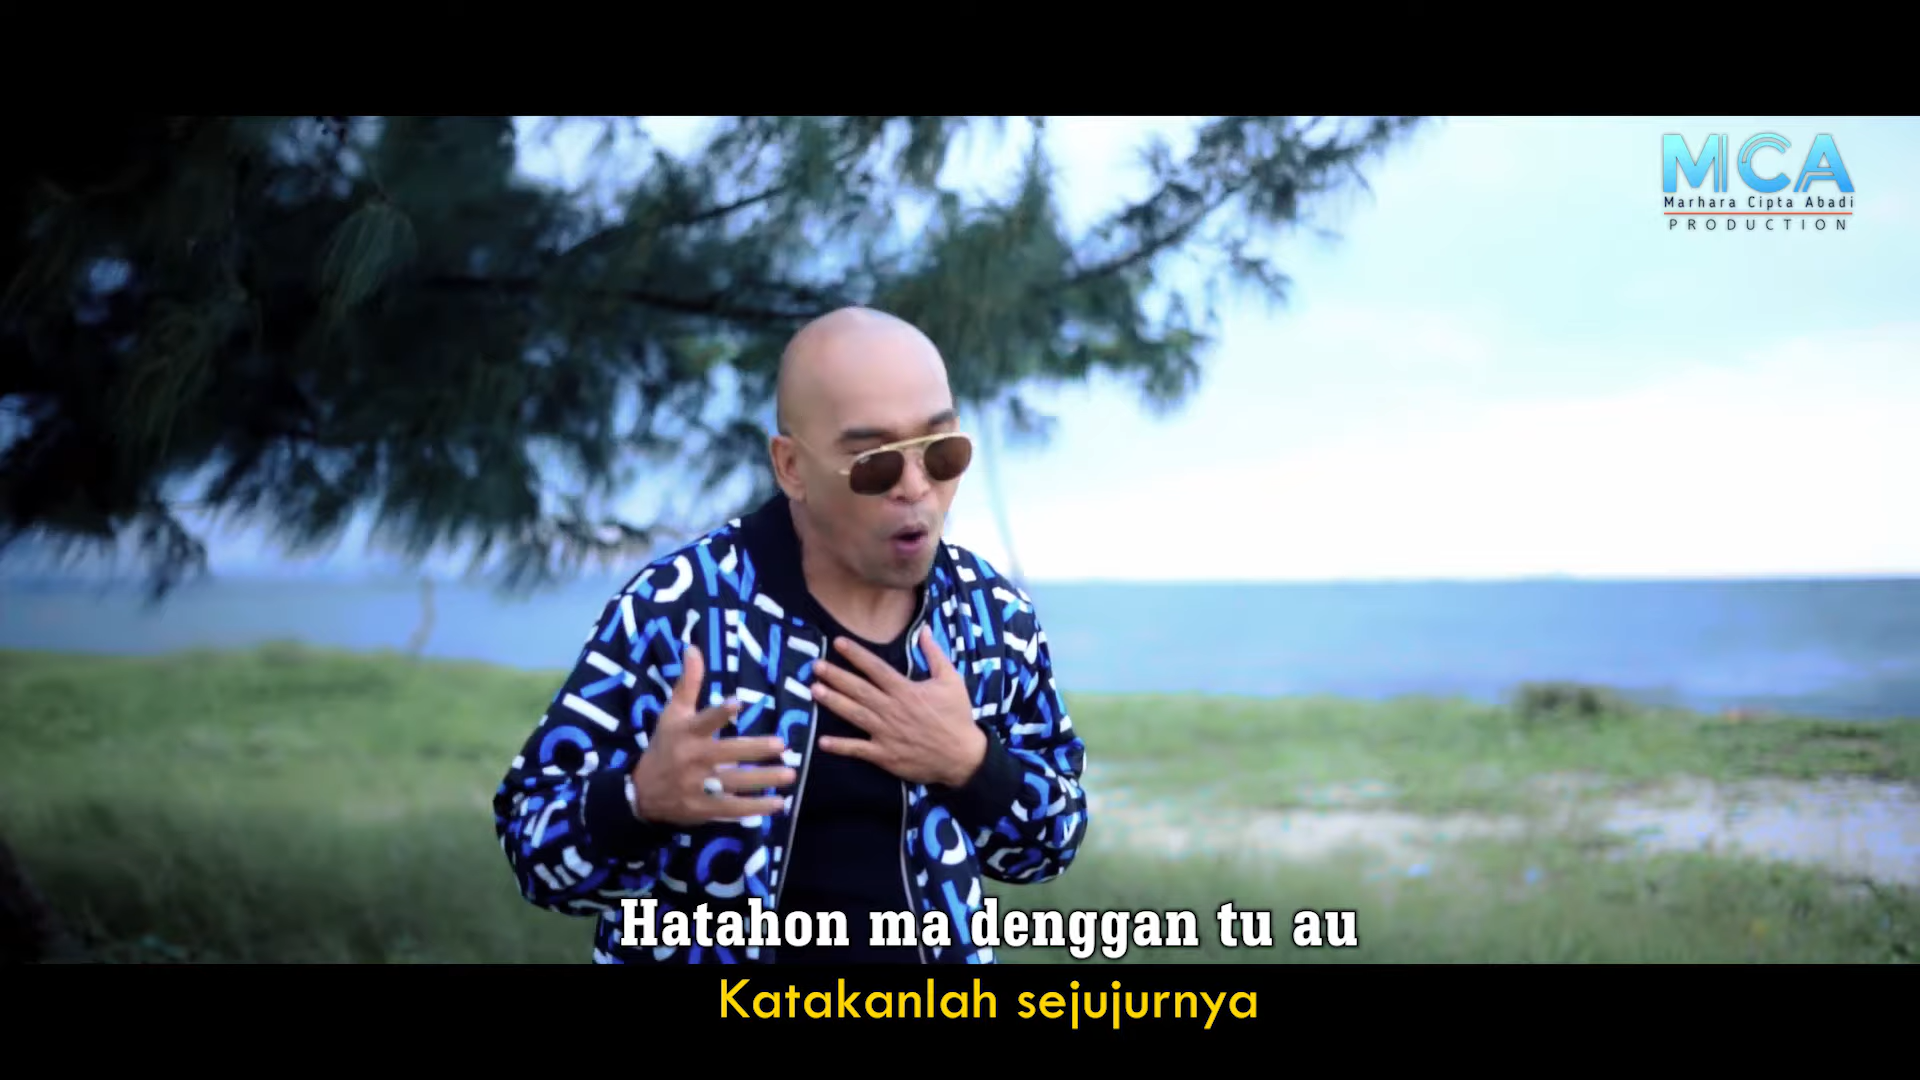 MCA
Marhara Cipta Abadi
PRODUCTION
Hatahon ma denggan tu au
Katakanlah sejujurnya